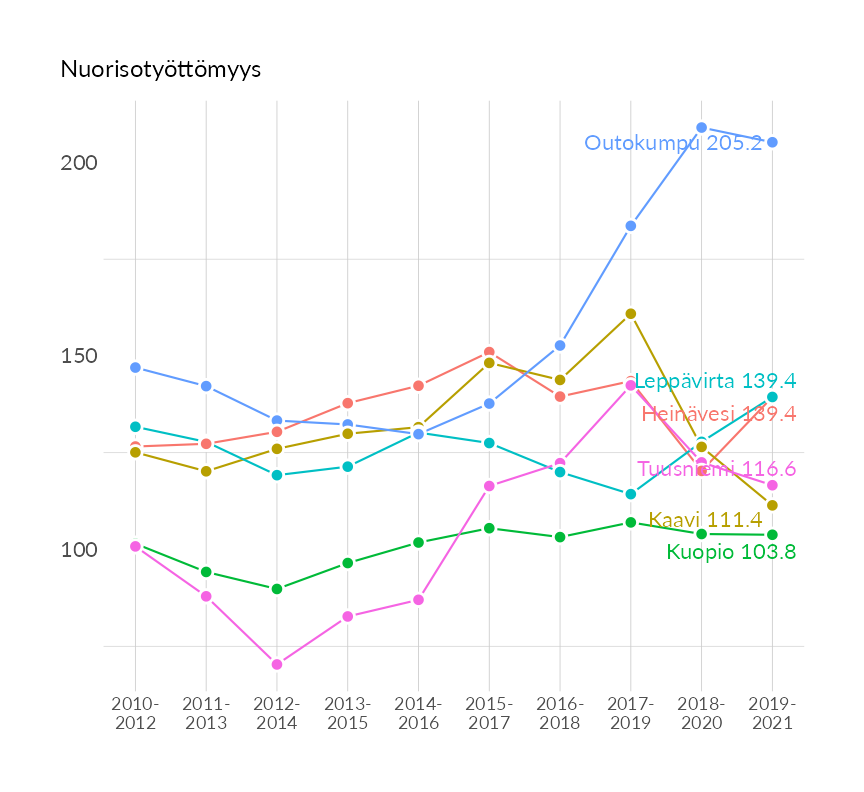 Nuorisotyöttömyys
200
150
100
Outokumpu 205.2
Leppävirta 139.4
Heinävesi 139.4
Tuusniemi 116.6
Kaavi 111.4
Kuopio 103.8
2010- 2011- 2012- 2013- 2014- 2015- 2016- 2017- 2018- 2019-
2012 2013 2014 2015 2016 2017 2018 2019 2020 2021